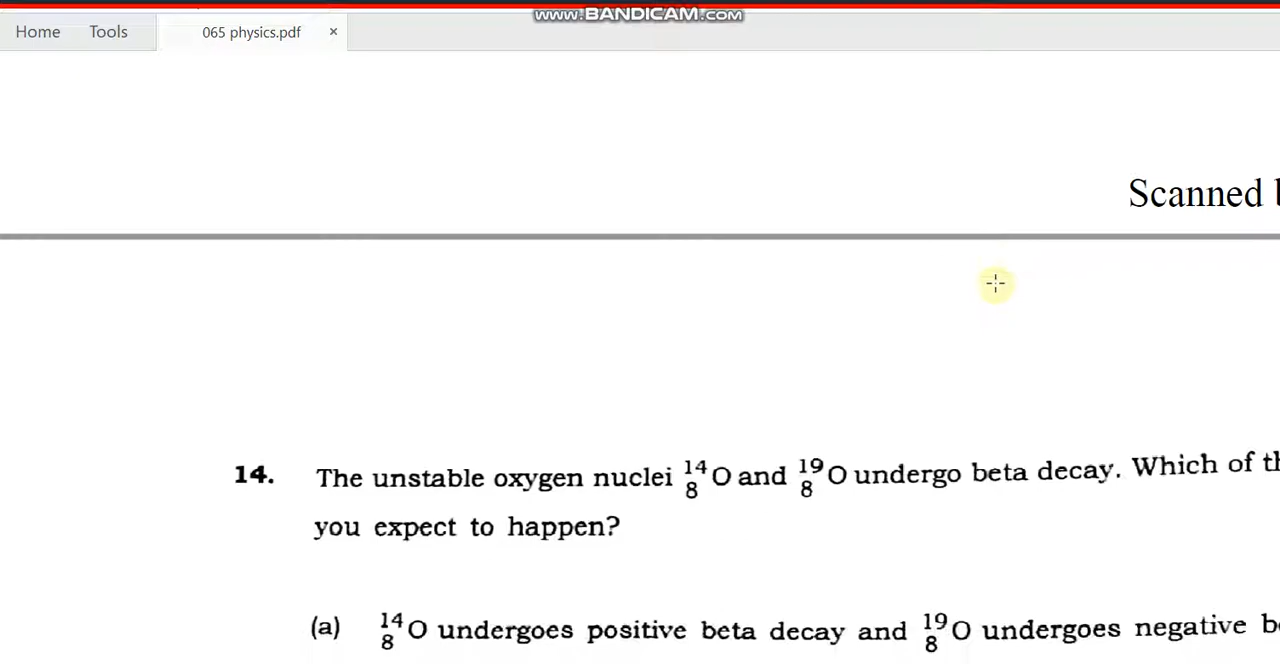 www.BANDICAM.com
Home Tools 065 physics.pdf ×
Scanned
14. The unstable oxygen nuclei ¹⁴₈O and ¹⁹₈O undergo beta decay. Which of
you expect to happen?
(a) ¹⁴₈O undergoes positive beta decay and ¹⁹₈O undergoes negative